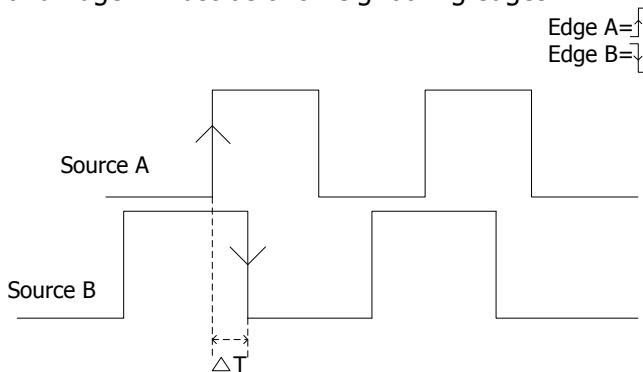 Edge A=
Edge B=
Source A
Source B
△T